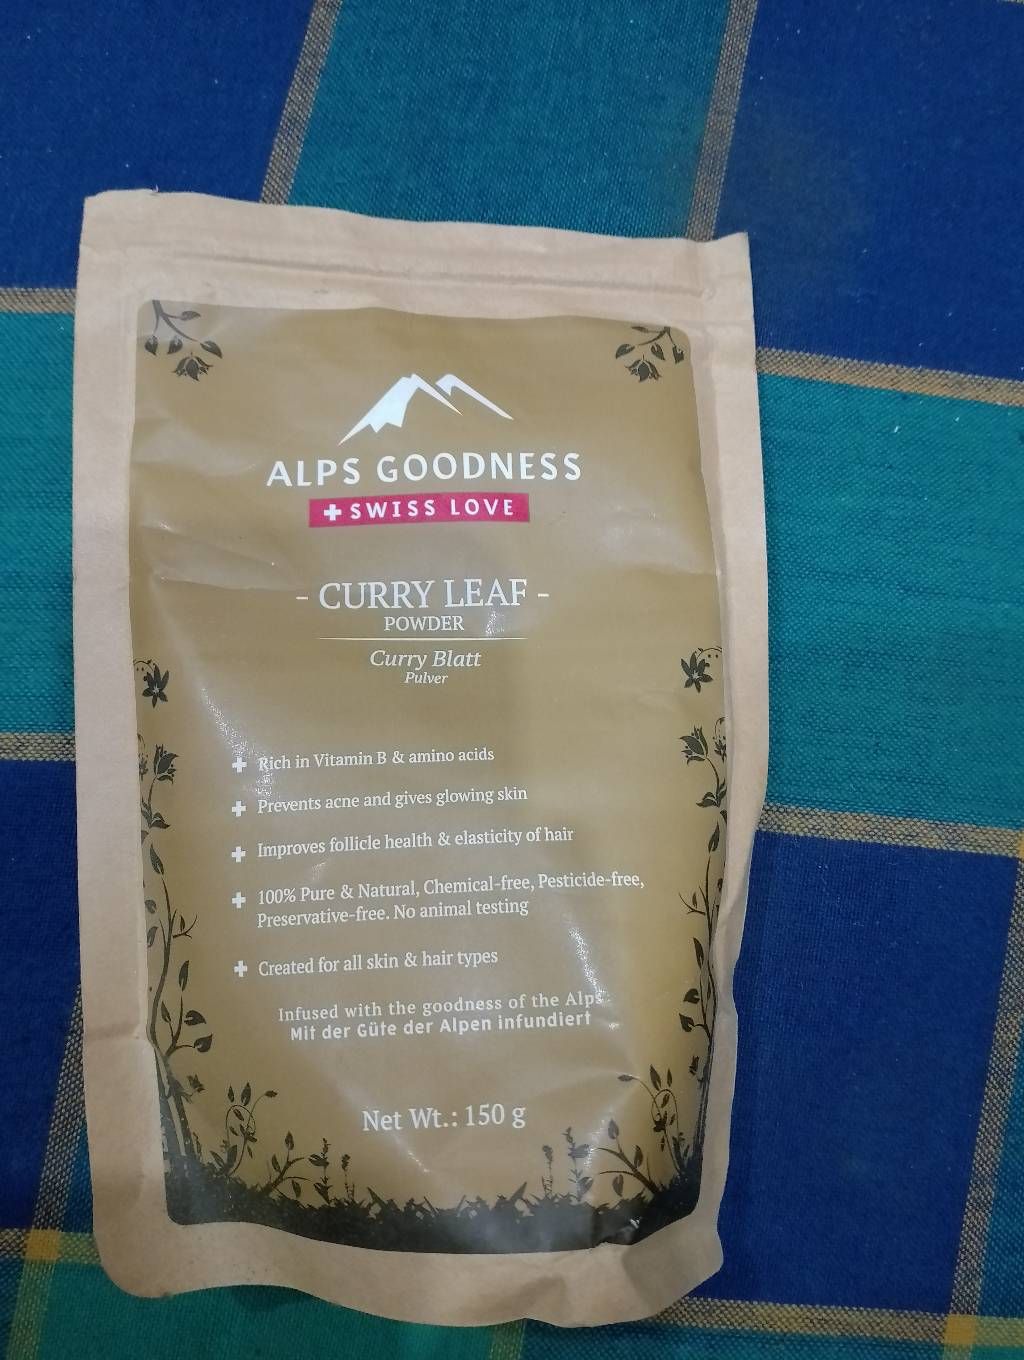 ALPS GOODNESS
+ SWISS LOVE
- CURRY LEAF -
POWDER
Curry Blatt
Pulver
+ Rich in Vitamin B & amino acids
+ Prevents acne and gives glowing skin
+ Improves follicle health & elasticity of hair
+ 100% Pure & Natural, Chemical-free, Pesticide-free,
Preservative-free. No animal testing
+ Created for all skin & hair types
Infused with the goodness of the Alps
Mit der Güte der Alpen infundiert
Net Wt.: 150 g